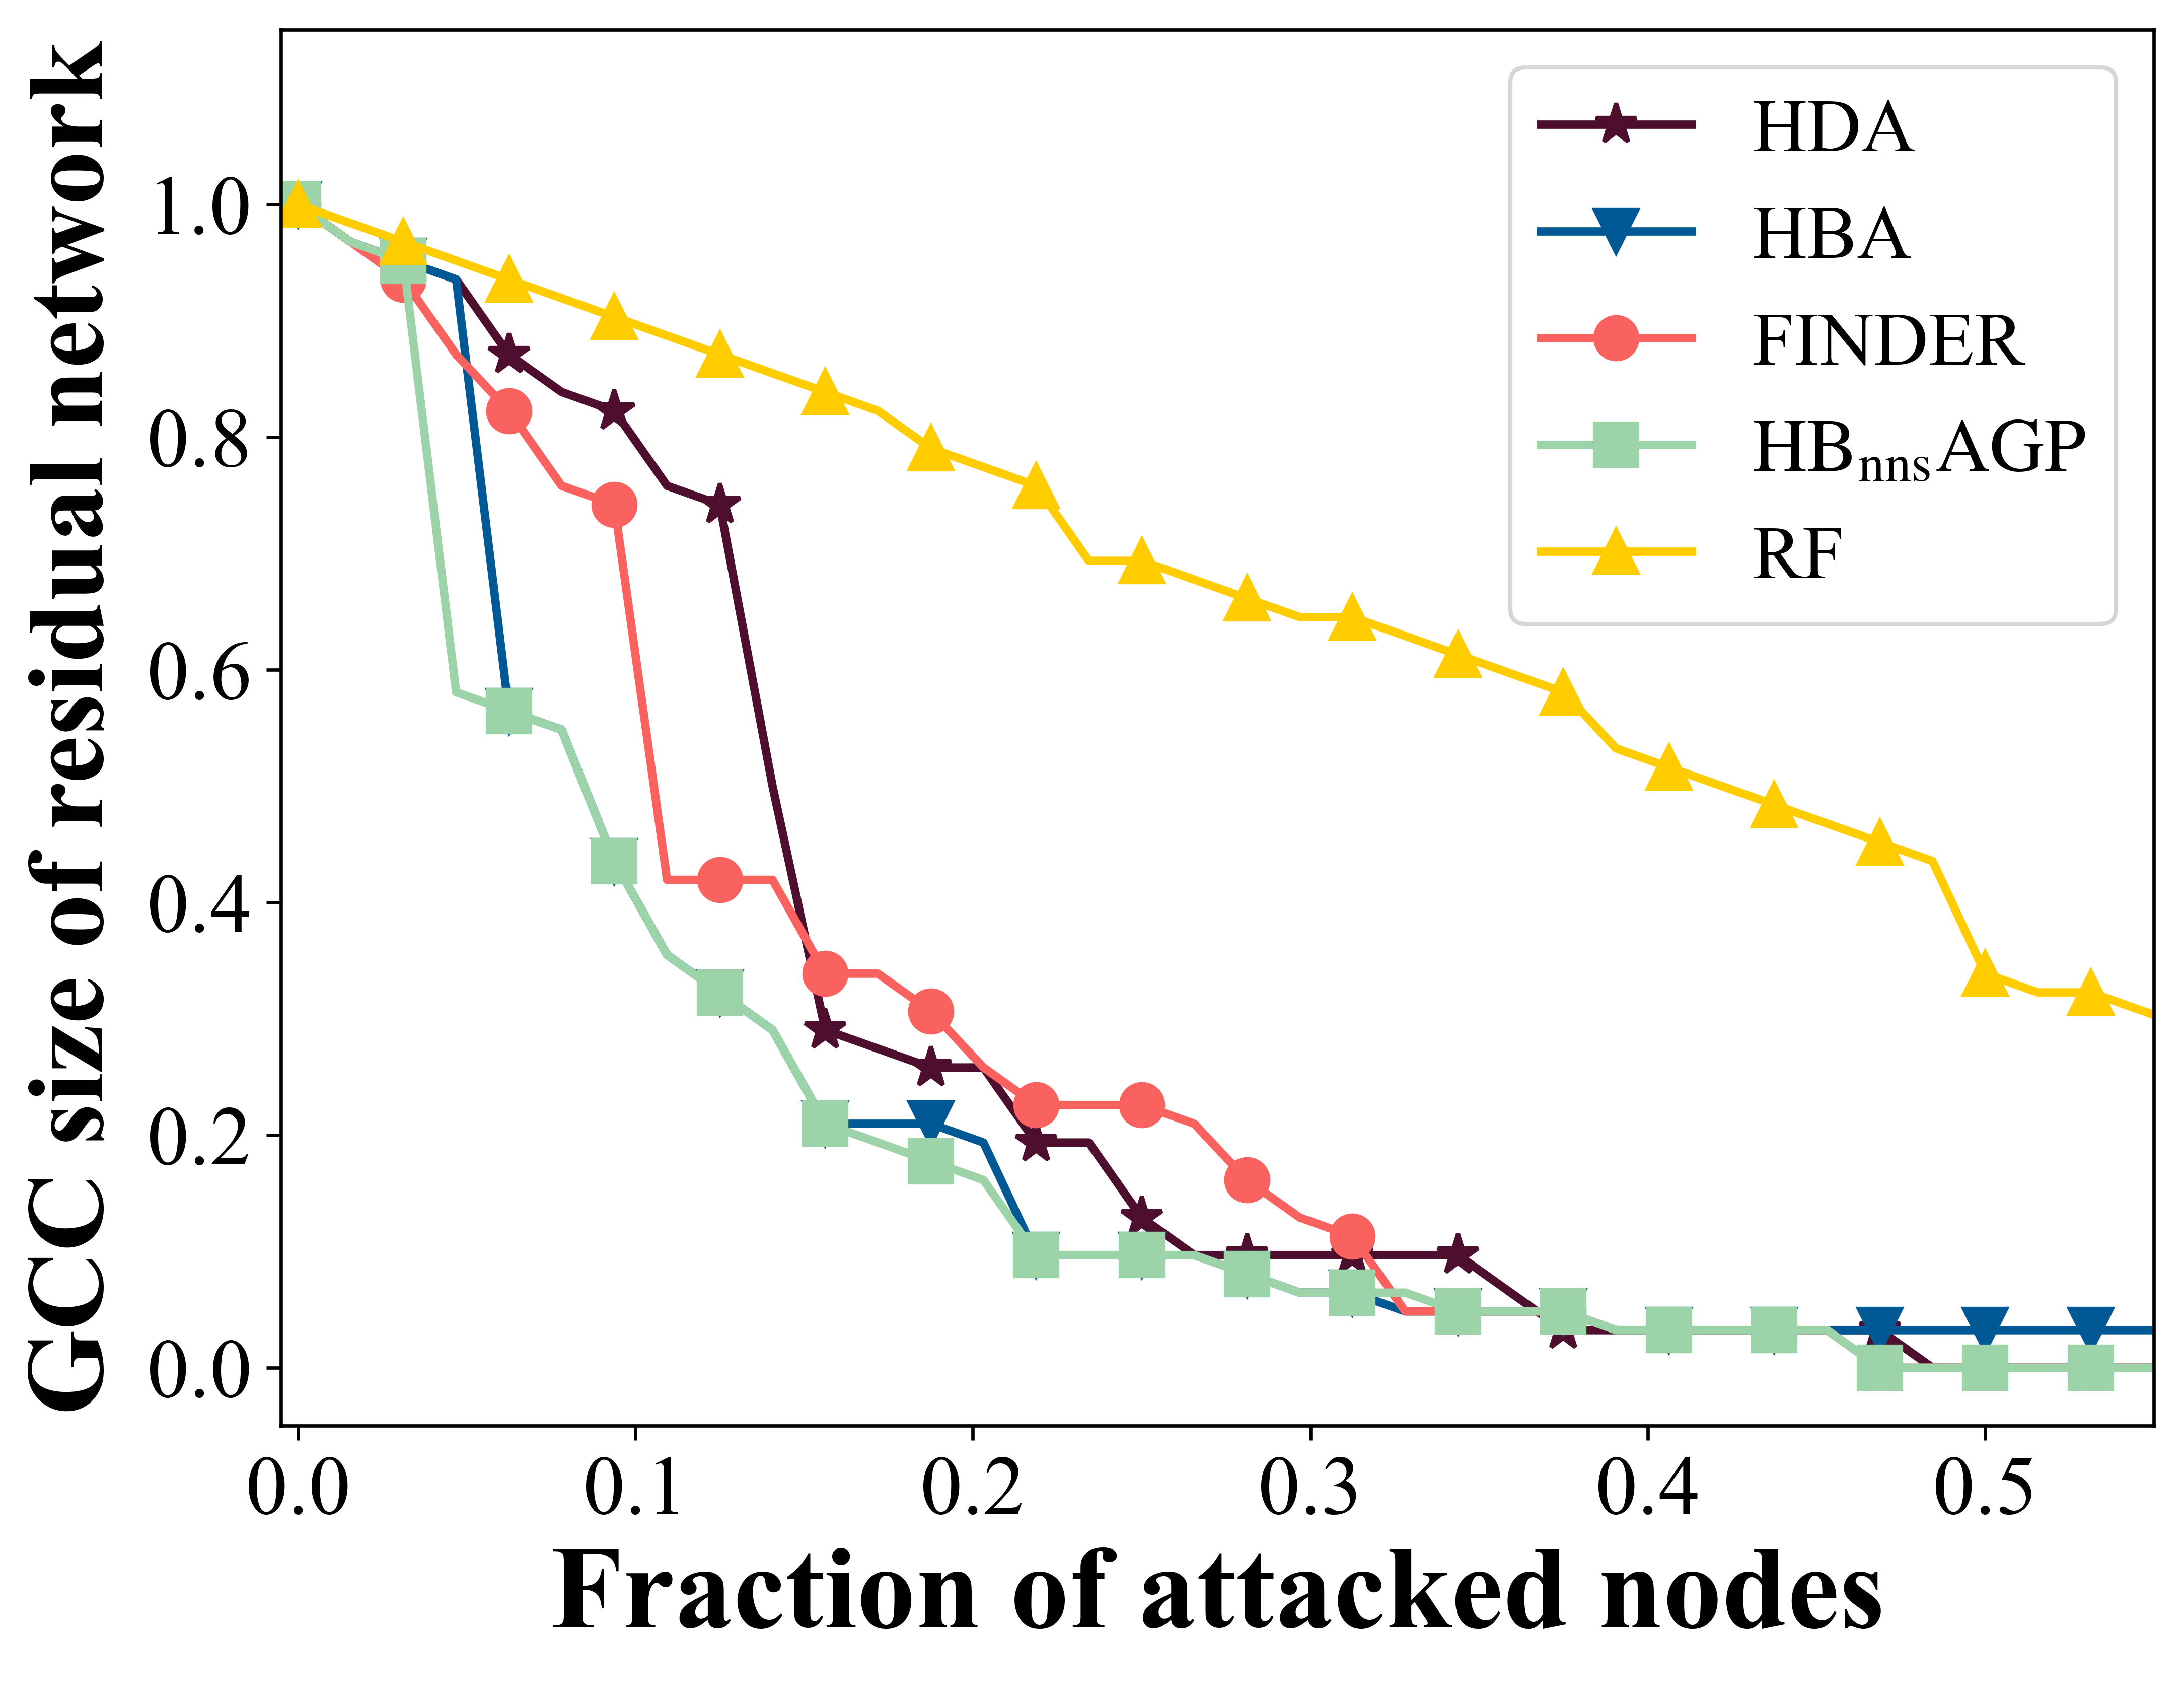 GCC size of residual network
1.0
0.8
0.6
0.4
0.2
0.0
HDA
HBA
FINDER
HBnnsAGP
RF
0.0 0.1 0.2 0.3 0.4 0.5
Fraction of attacked nodes